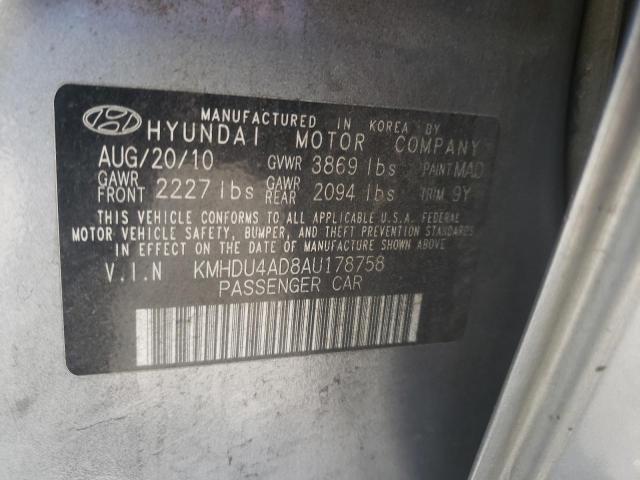 MANUFACTURED IN KOREA BY
HYUNDAI MOTOR COMPANY
AUG/20/10 GVWR 3869 lbs PAINT MAD
GAWR FRONT 2227 lbs GAWR REAR 2094 lbs TRIM 9Y
THIS VEHICLE CONFORMS TO ALL APPLICABLE U.S.A. FEDERAL
MOTOR VEHICLE SAFETY, BUMPER, AND THEFT PREVENTION STANDARDS
IN EFFECT ON THE DATE OF MANUFACTURE SHOWN ABOVE
V.I.N KMHDU4AD8AU178758
PASSENGER CAR